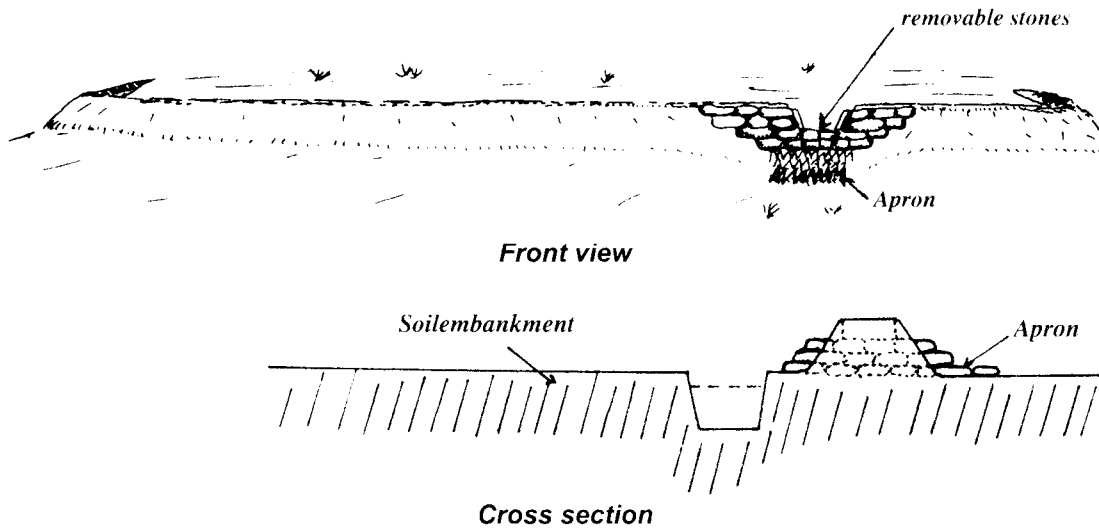 removable stones
Apron
Front view
Soilembankment
Apron
Cross section